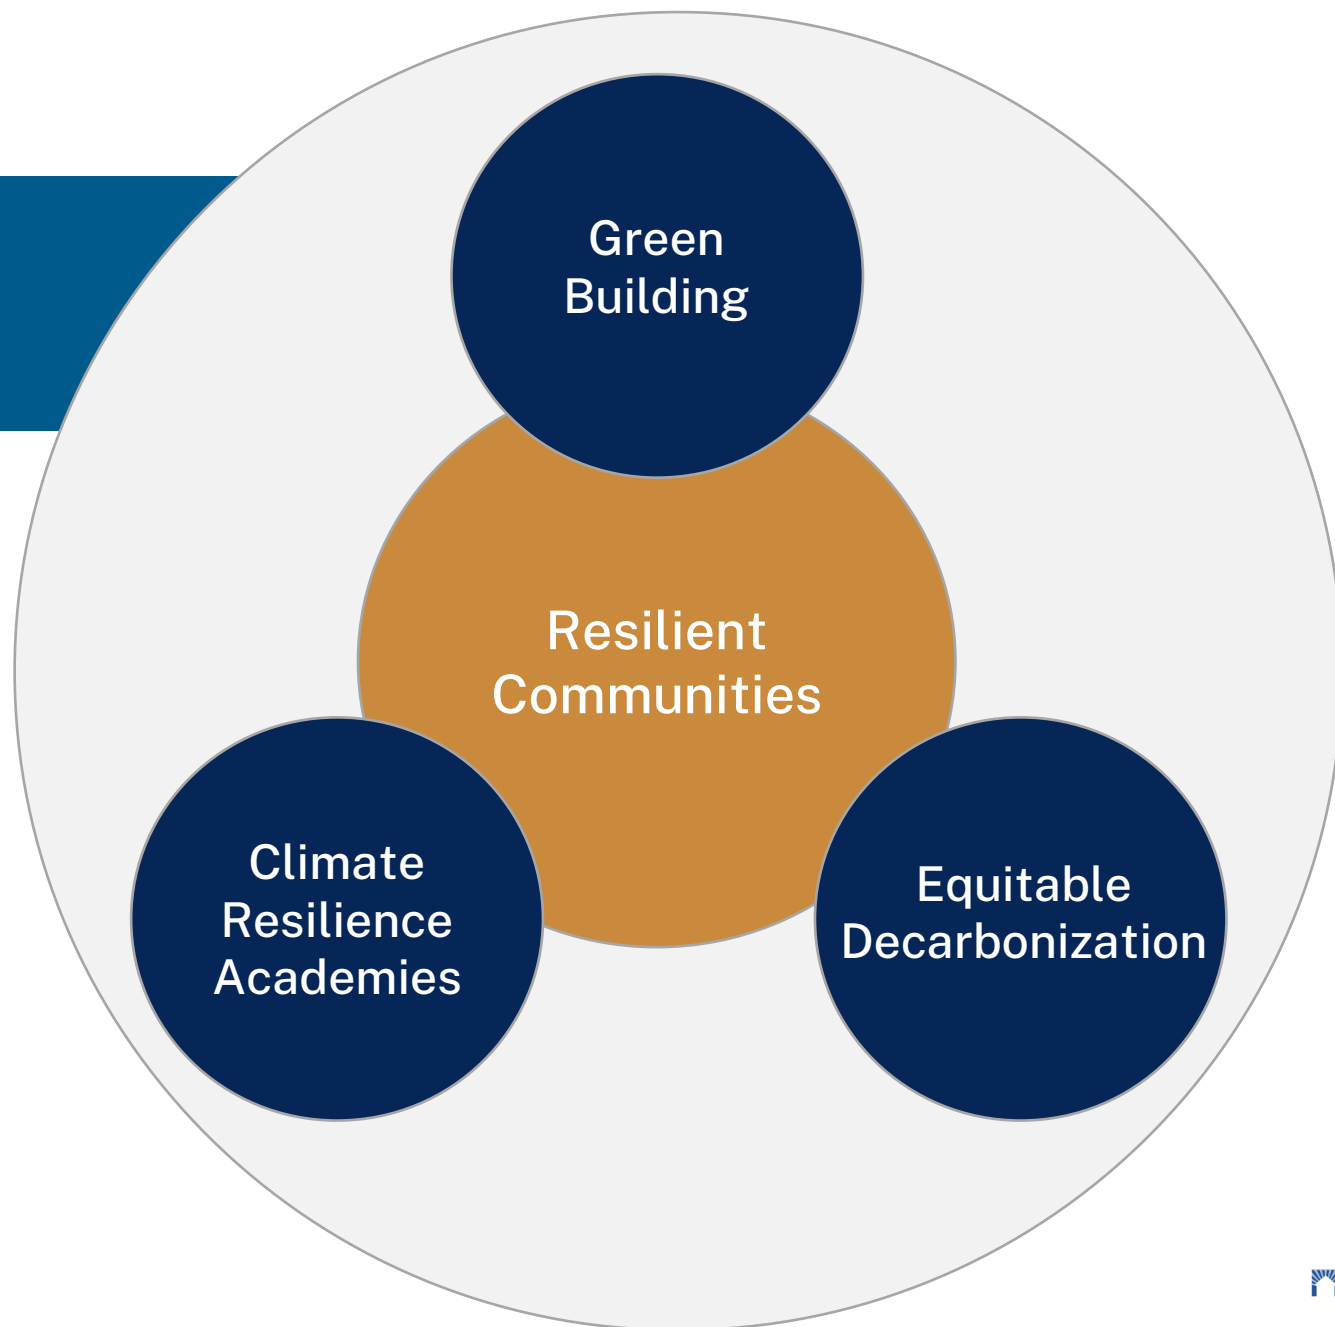 Green
Building
Resilient
Communities
Climate
Resilience
Academies
Equitable
Decarbonization